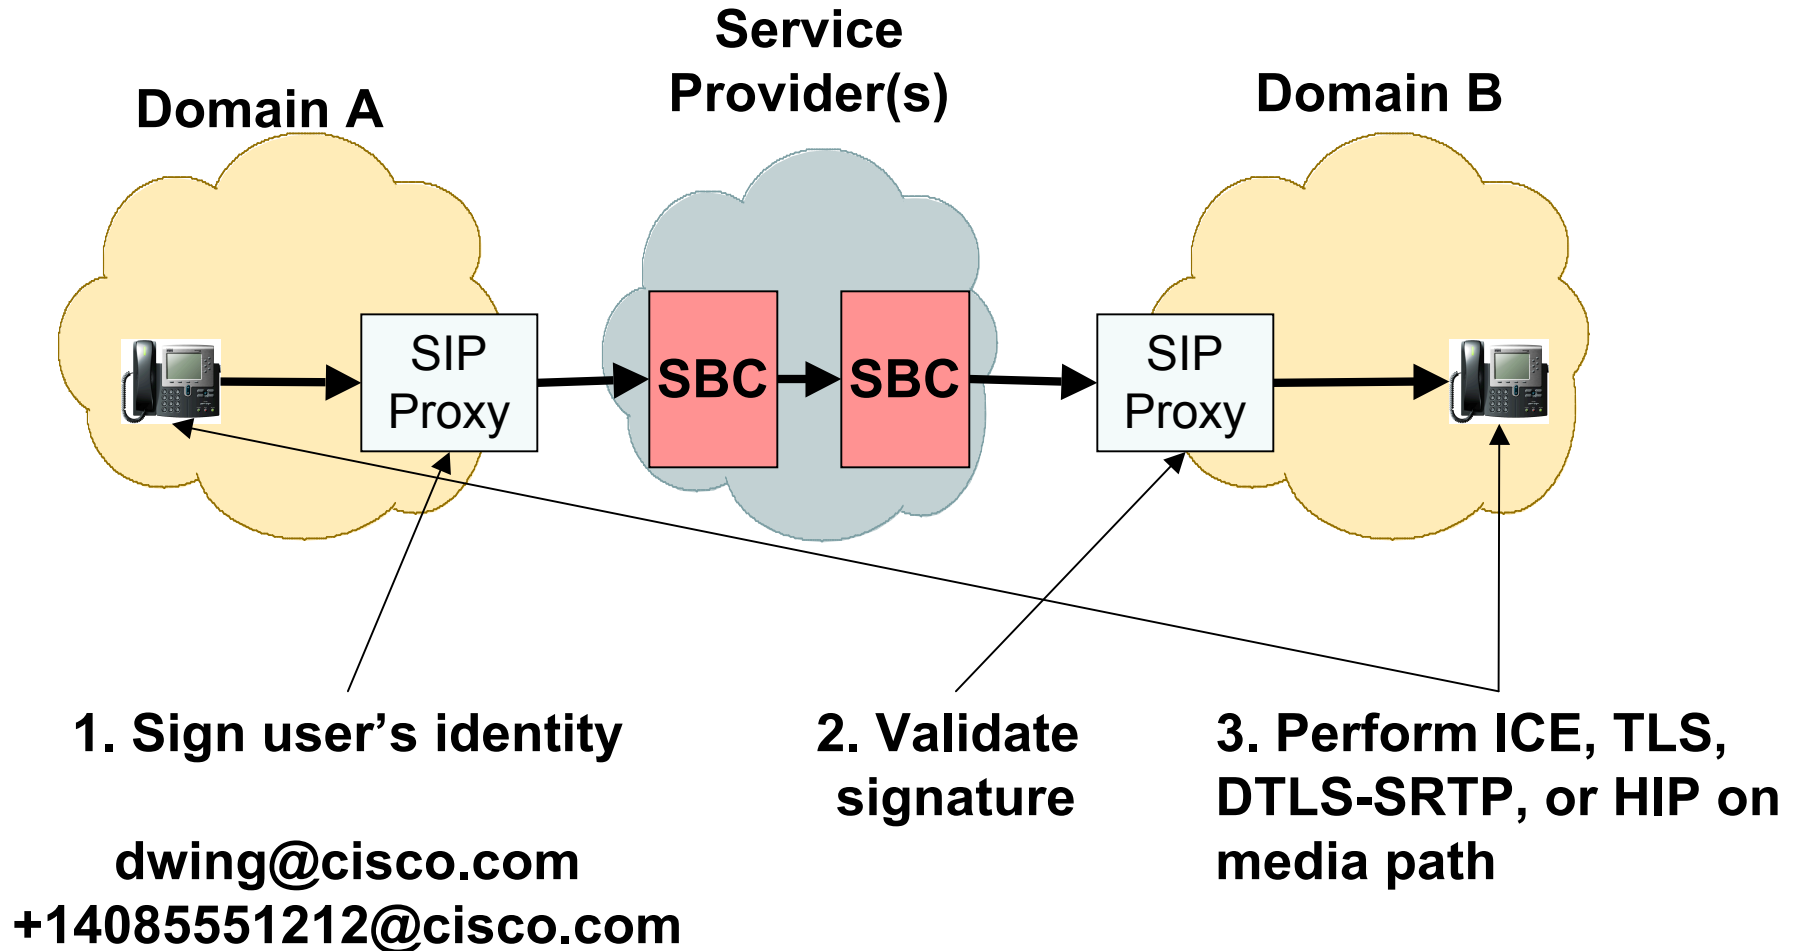 Service
Provider(s)
Domain A
Domain B
SIP
Proxy
SBC
SBC
SIP
Proxy
1. Sign user’s identity
dwing@cisco.com
+14085551212@cisco.com
2. Validate
signature
3. Perform ICE, TLS,
DTLS-SRTP, or HIP on
media path